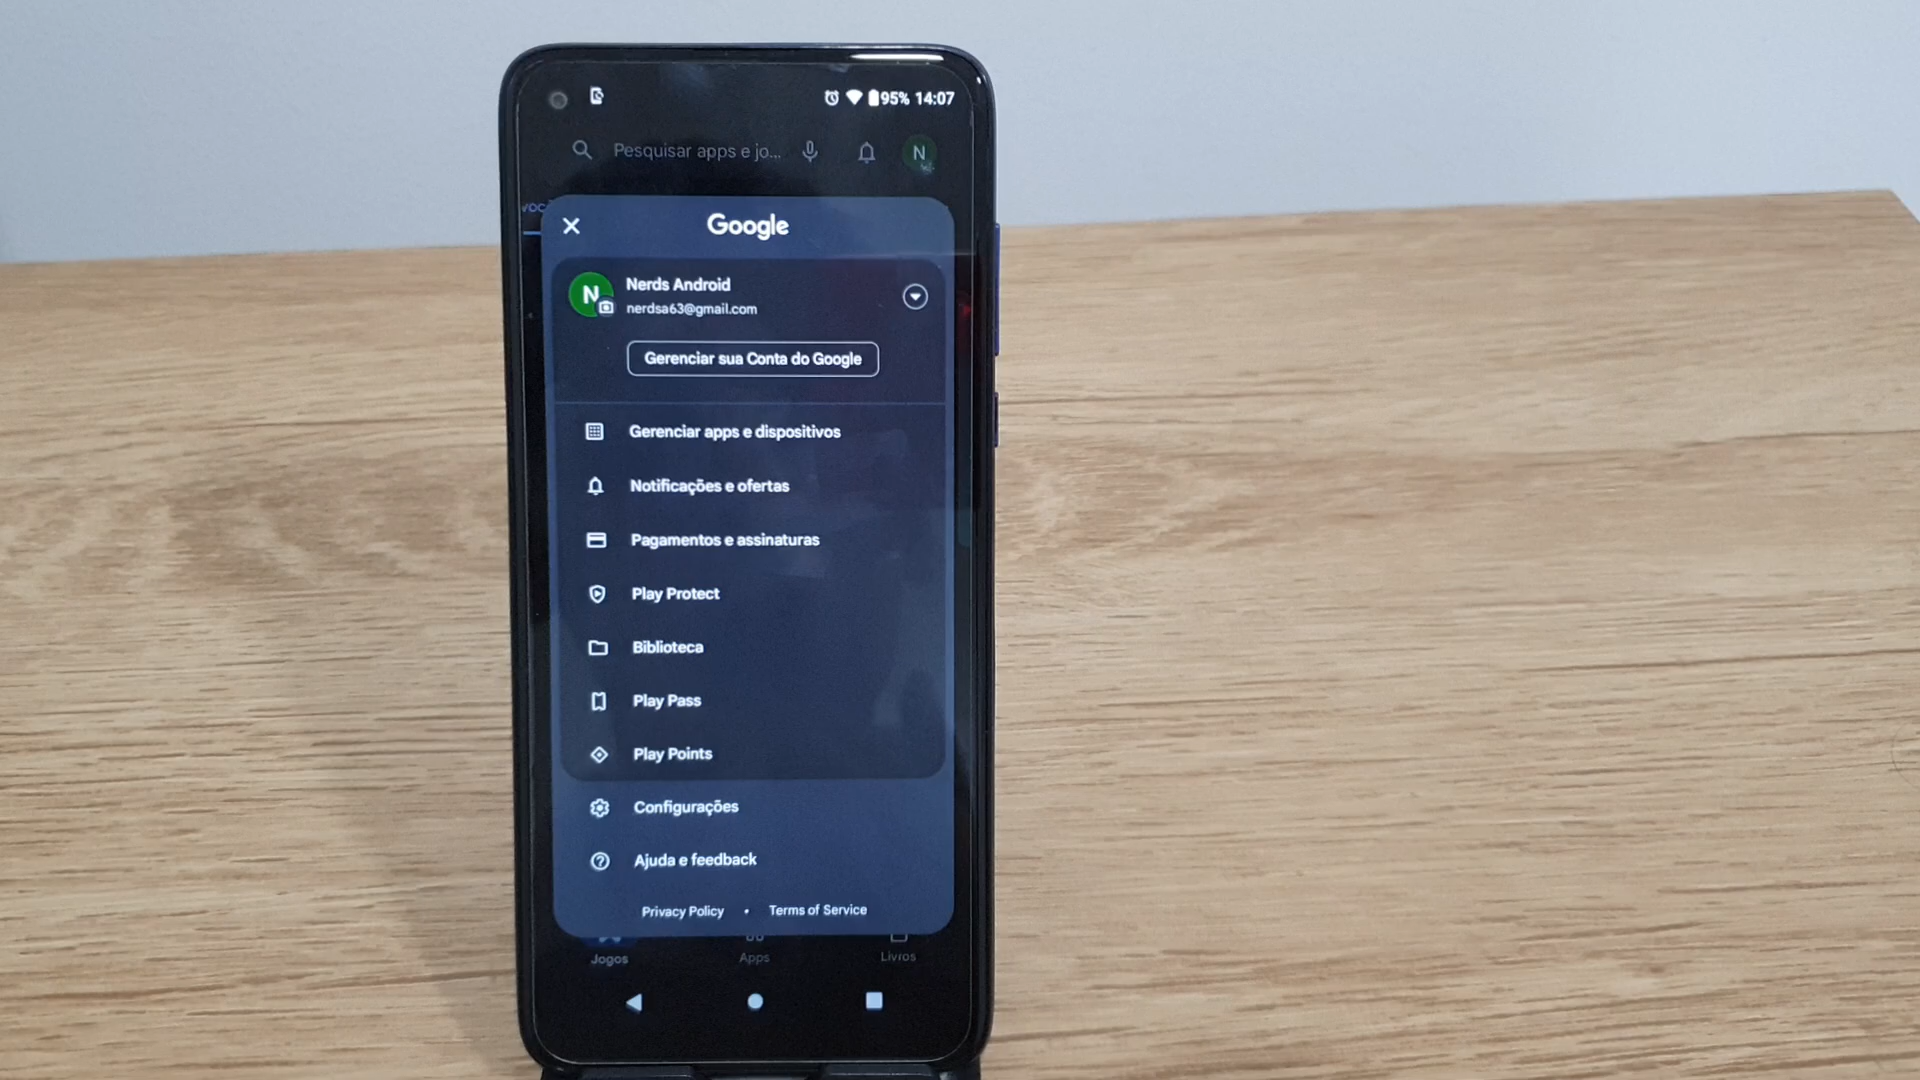 95% 14:07
Pesquisar apps e jo...
N
Google
N
Nerds Android
nerdsa63@gmail.com
Gerenciar sua Conta do Google
Gerenciar apps e dispositivos
Notificações e ofertas
Pagamentos e assinaturas
Play Protect
Biblioteca
Play Pass
Play Points
Configurações
Ajuda e feedback
Privacy Policy • Terms of Service
Jogos
Apps
Livros